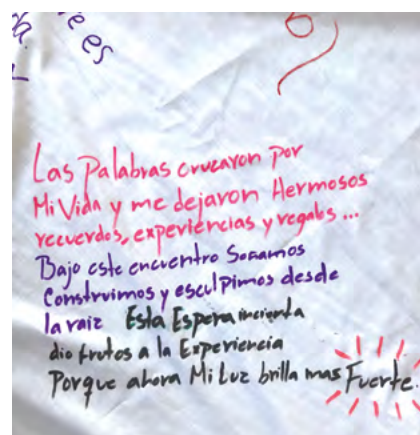 e es
Las Palabras cruzaron por
Mi Vida y me dejaron Hermosos
recuerdos, experiencias y regalos...
Bajo este encuentro Soñamos
Construimos y esculpimos desde
la raiz Esta Espera incierta
dio frutos a la Experiencia
Porque ahora Mi Luz brilla mas Fuerte.